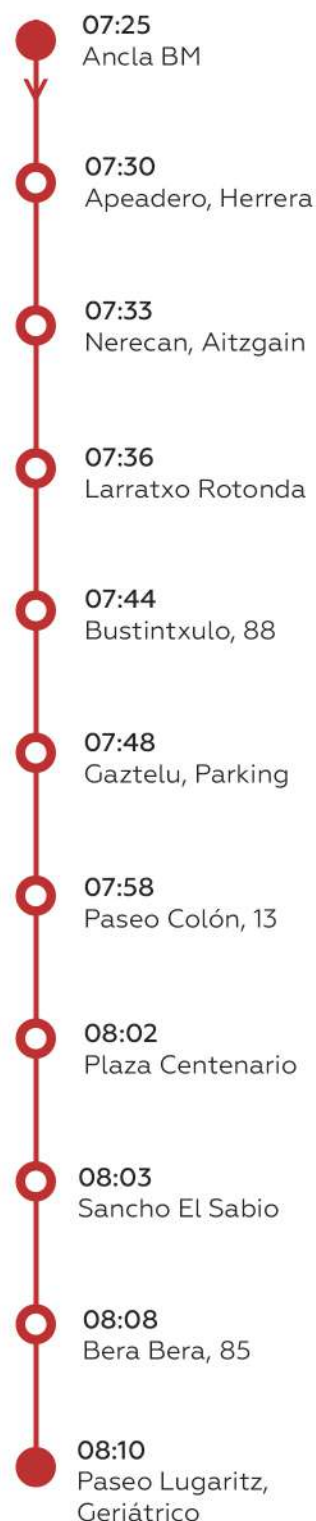 07:25
Ancla BM
07:30
Apeadero, Herrera
07:33
Nerecan, Aitzgain
07:36
Larratxo Rotonda
07:44
Bustintxulo, 88
07:48
Gaztelu, Parking
07:58
Paseo Colón, 13
08:02
Plaza Centenario
08:03
Sancho El Sabio
08:08
Bera Bera, 85
08:10
Paseo Lugaritz,
Geriátrico